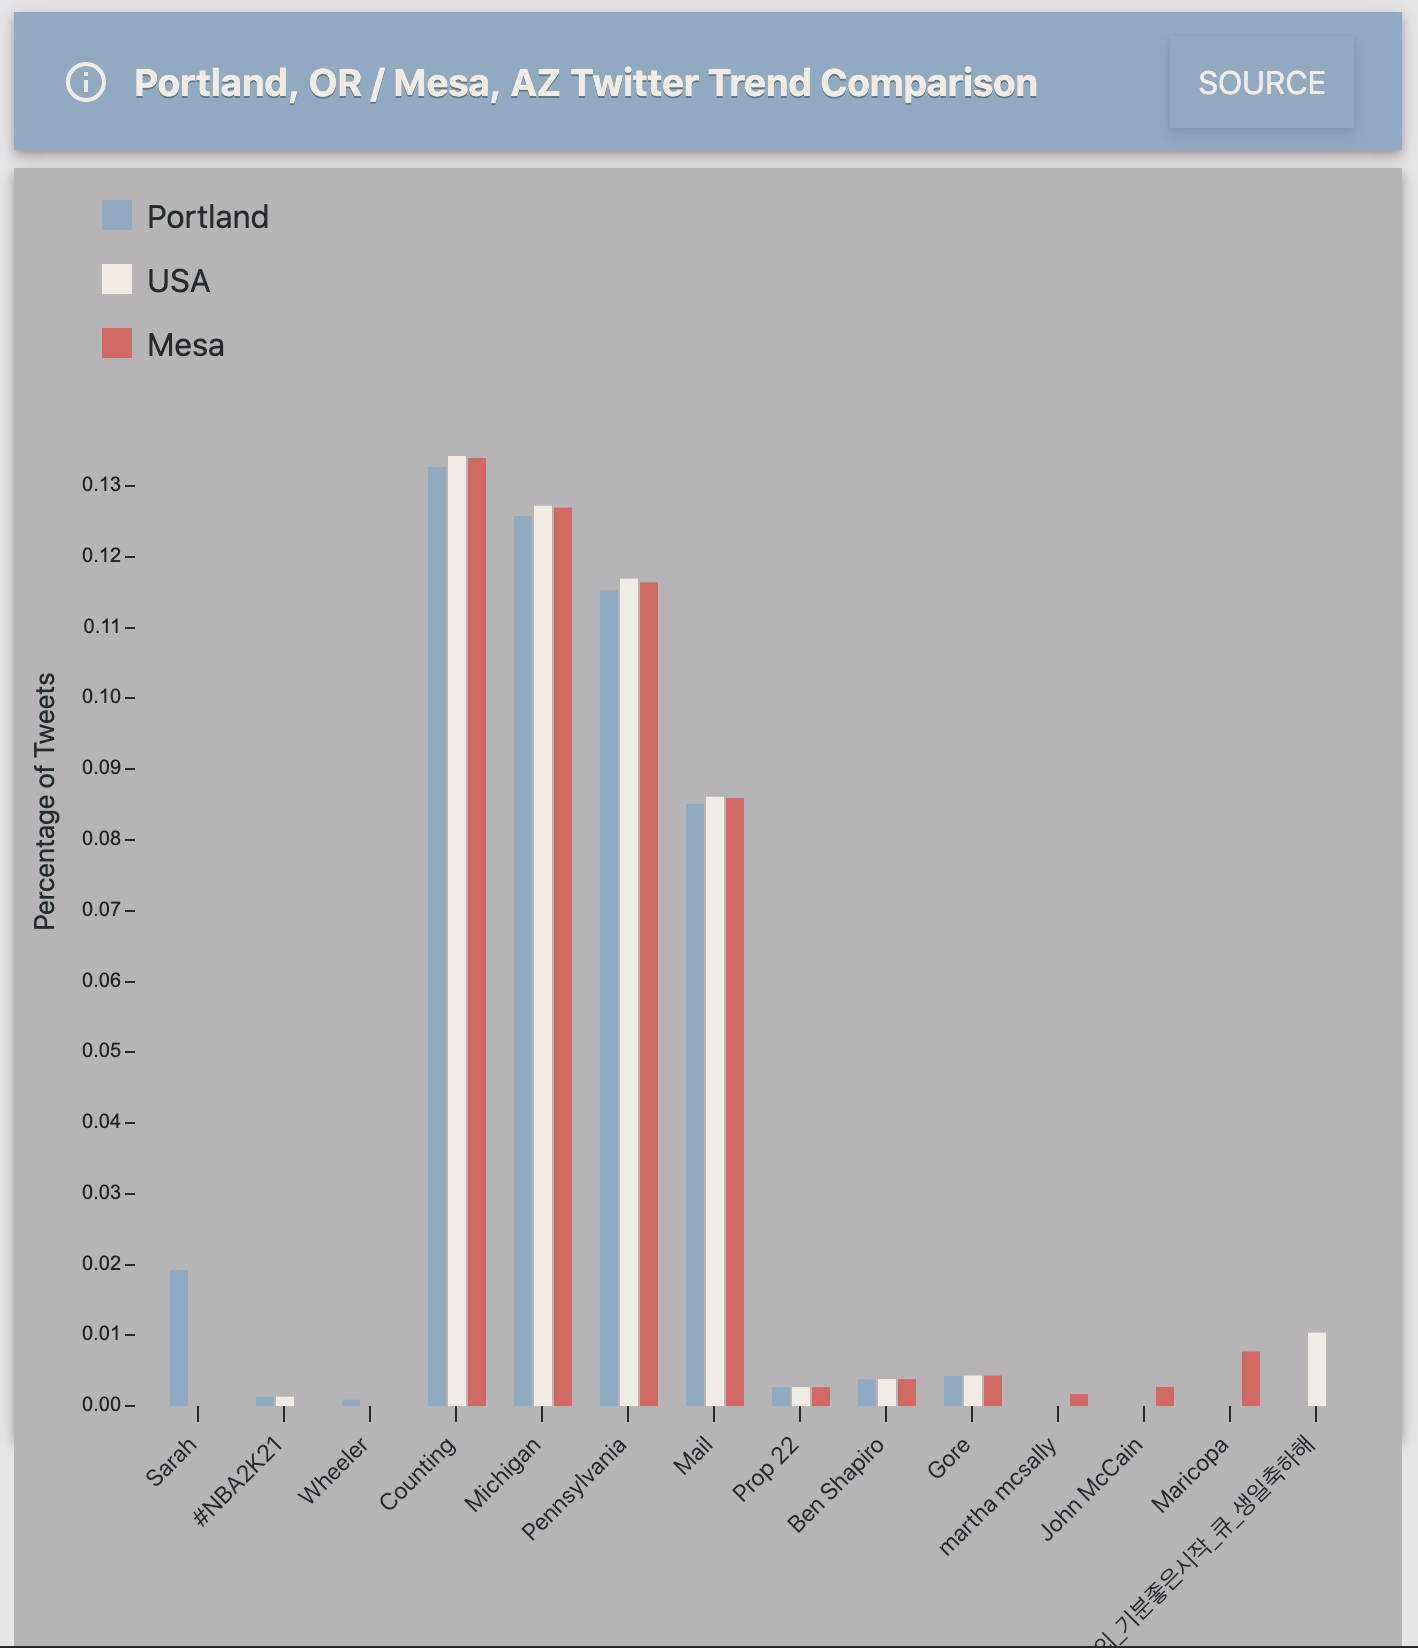 Portland, OR / Mesa, AZ Twitter Trend Comparison
SOURCE
Portland
USA
Mesa
Percentage of Tweets
0.13
0.12
0.11
0.10
0.09
0.08
0.07
0.06
0.05
0.04
0.03
0.02
0.01
0.00
Sarah
#NBA2K21
Wheeler
Counting
Michigan
Pennsylvania
Mail
Prop 22
Ben Shapiro
Gore
martha mcsally
John McCain
Maricopa
_기분좋은시작_큐_생일축하해